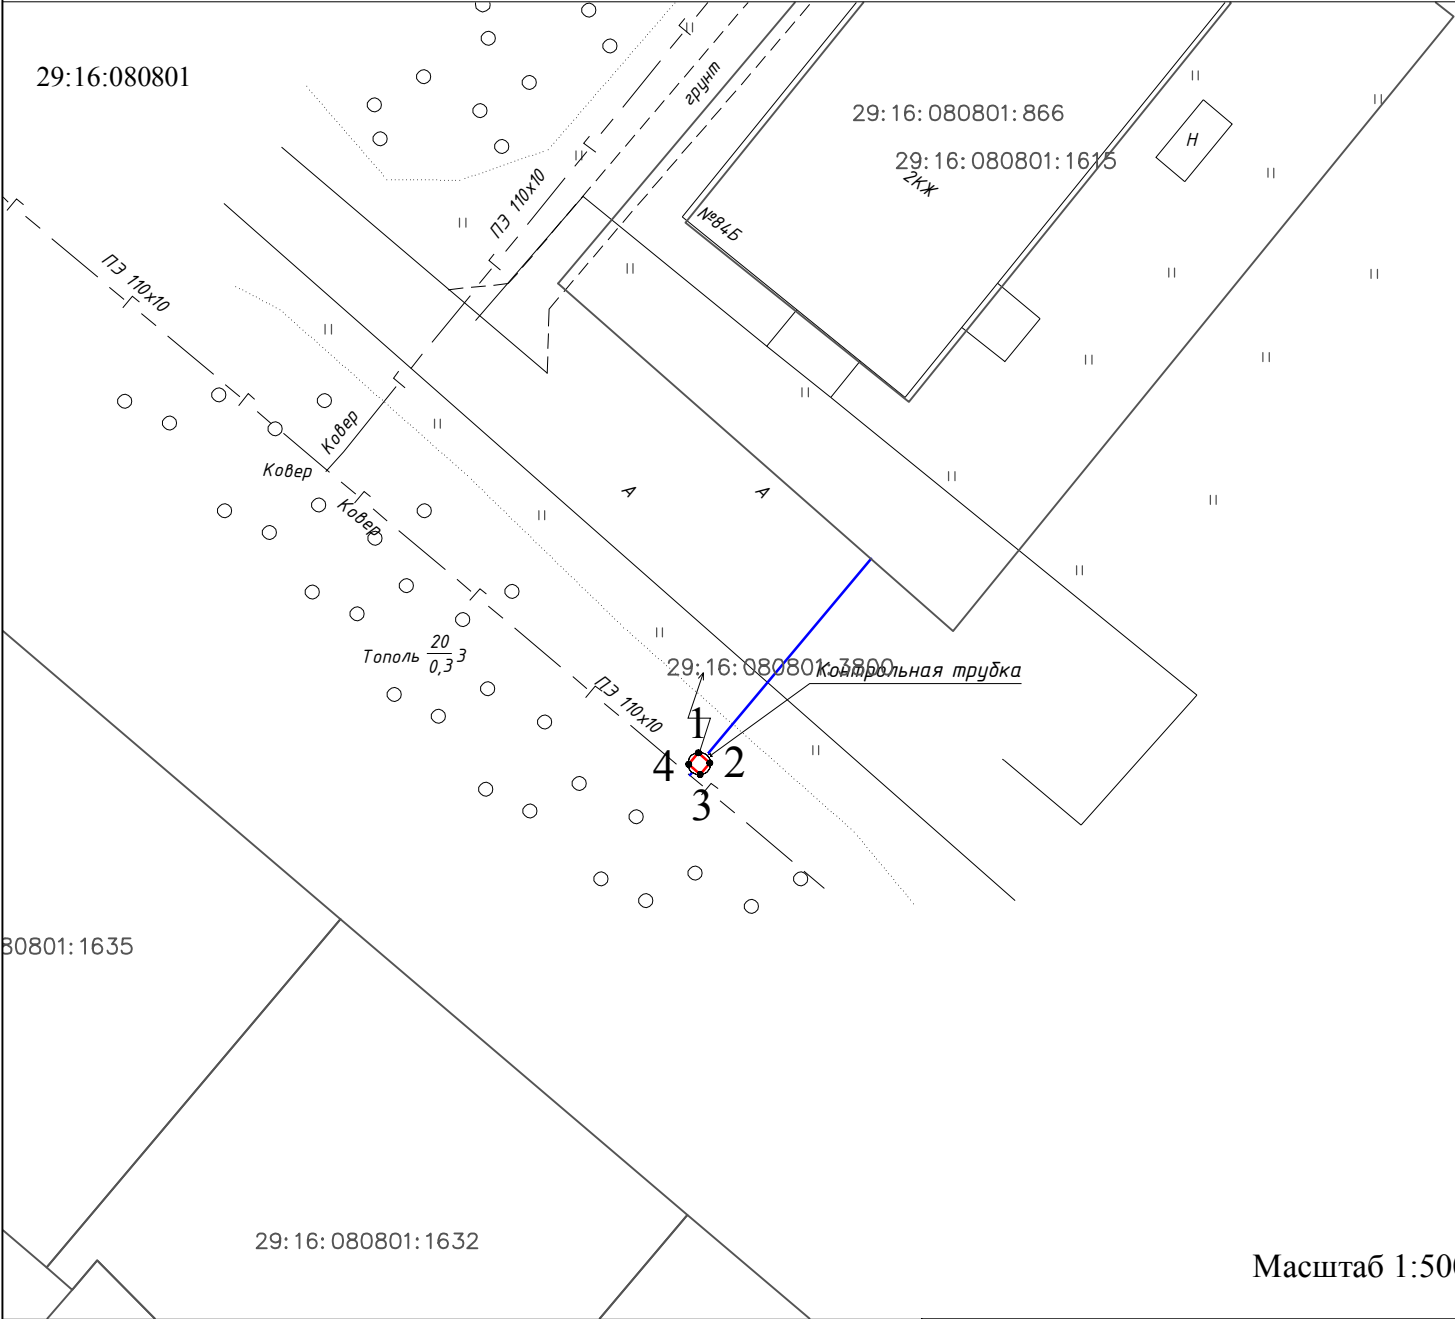 29:16:080801
грунт
29:16:080801:866
29:16:080801:1615
Н
2КЖ
№84Б
ПЭ 110х10
ПЭ 110х10
Ковер
Ковер
Ковер
А
А
Тополь 20/0,3 3
29:16:080801:3800
Контрольная трубка
ПЭ 110х10
1
2
4
3
80801:1635
29:16:080801:1632
Масштаб 1:500